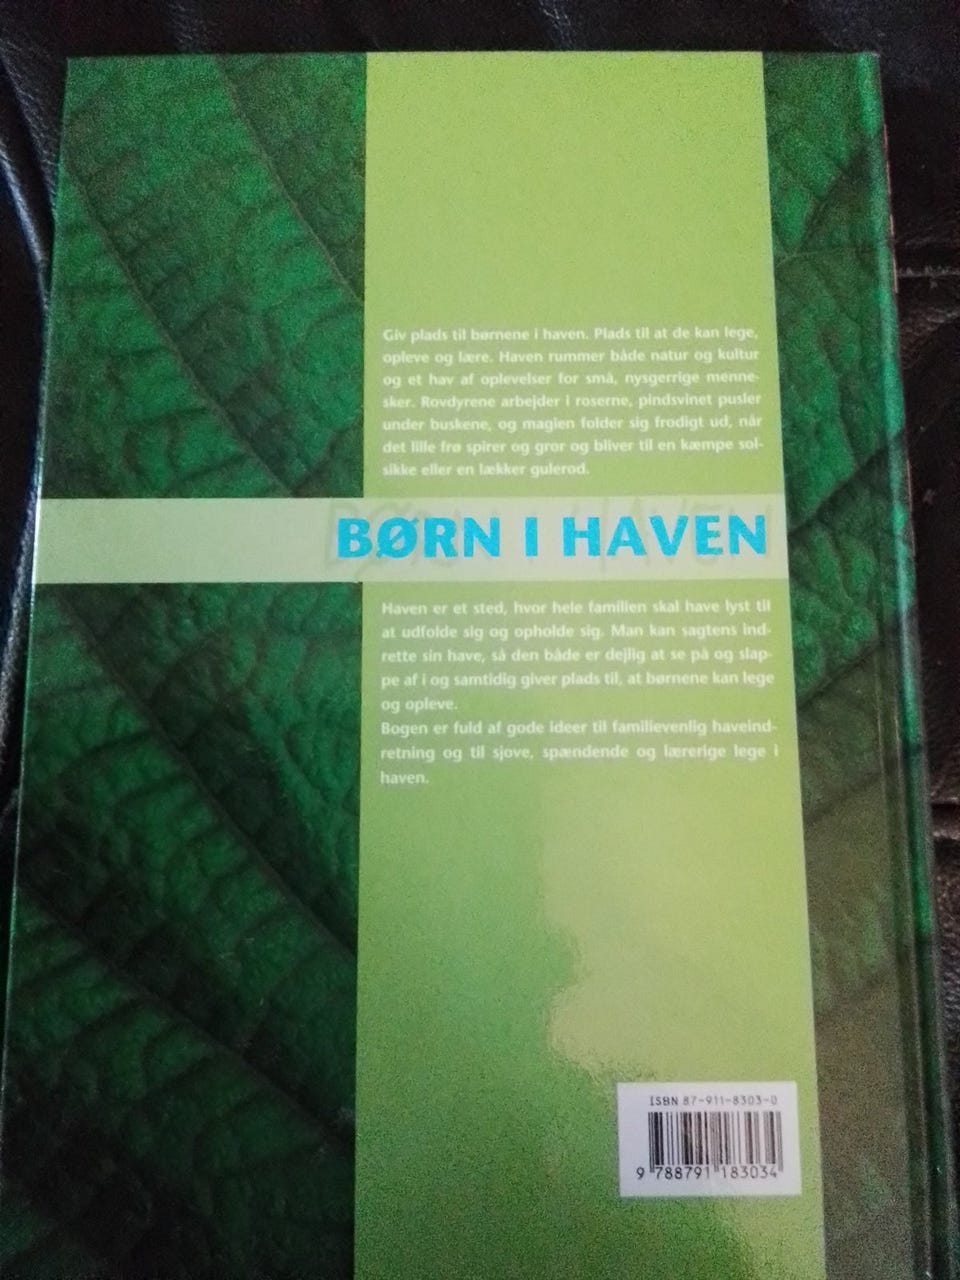 Giv plads til børnene i haven. Plads til at de kan lege,
opleve og lære. Haven rummer både natur og kultur
og et hav af oplevelser for små, nysgerrige menne-
sker. Rovdyrene arbejder i roserne, pindsvinet pusler
under buskene, og magien folder sig frodigt ud, når
det lille frø spirer og gror og bliver til en kæmpe sol-
sikke eller en lækker gulerod.
BØRN I HAVEN
Haven er et sted, hvor hele familien skal have lyst til
at udfolde sig og opholde sig. Man kan sagtens ind-
rette sin have, så den både er dejlig at se på og slap-
pe af i og samtidig giver plads til, at børnene kan lege
og opleve.
Bogen er fuld af gode ideer til familievenlig haveind-
retning og til sjove, spændende og lærerige lege i
haven.
ISBN 87-911-8303-0
9 788791 183034